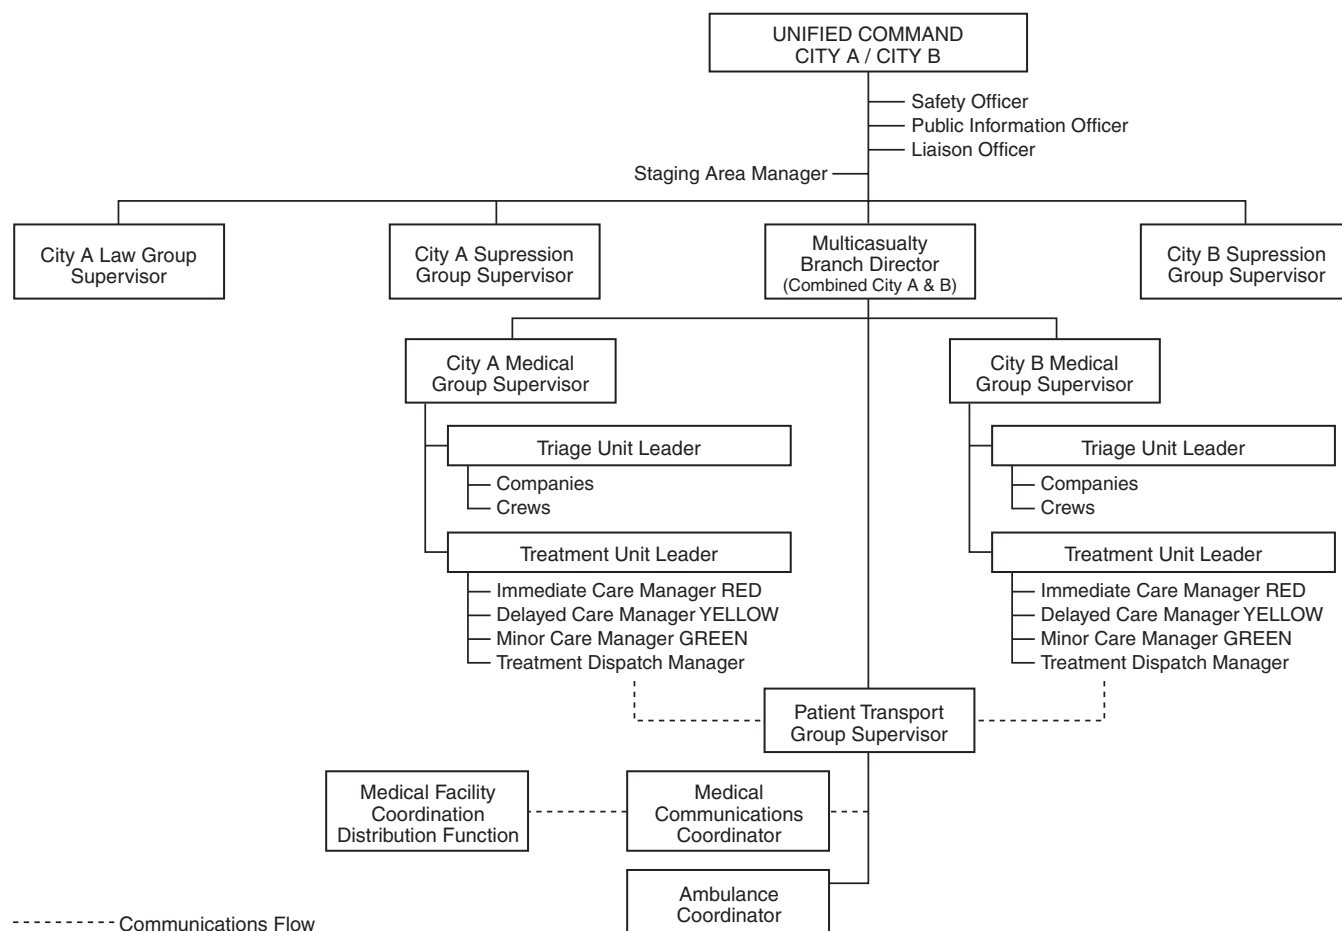 UNIFIED COMMAND
CITY A / CITY B
Safety Officer
Public Information Officer
Liaison Officer
Staging Area Manager
City A Law Group
Supervisor
City A Supression
Group Supervisor
Multicasualty
Branch Director
(Combined City A & B)
City B Supression
Group Supervisor
City A Medical
Group Supervisor
City B Medical
Group Supervisor
Triage Unit Leader
Companies
Crews
Treatment Unit Leader
Immediate Care Manager RED
Delayed Care Manager YELLOW
Minor Care Manager GREEN
Treatment Dispatch Manager
Triage Unit Leader
Companies
Crews
Treatment Unit Leader
Immediate Care Manager RED
Delayed Care Manager YELLOW
Minor Care Manager GREEN
Treatment Dispatch Manager
Patient Transport
Group Supervisor
Medical Facility
Coordination
Distribution Function
Medical
Communications
Coordinator
Ambulance
Coordinator
Communications Flow